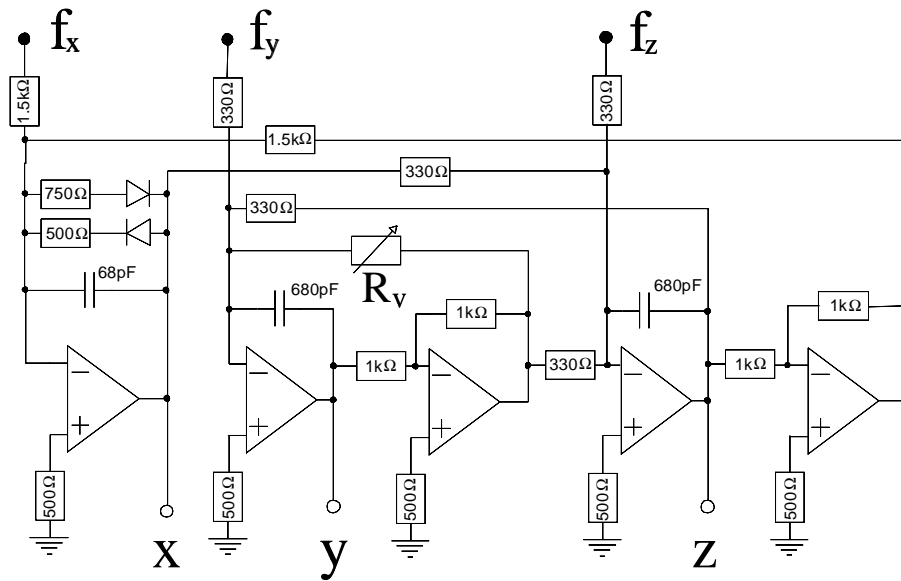 fx fy fz
1.5kΩ 330Ω 330Ω
1.5kΩ
330Ω
750Ω 330Ω
500Ω
Rv
68pF 680pF 680pF
1kΩ 1kΩ
1kΩ 330Ω 1kΩ
− − − − −
+ + + + +
500Ω 500Ω 500Ω 500Ω 500Ω
x y z